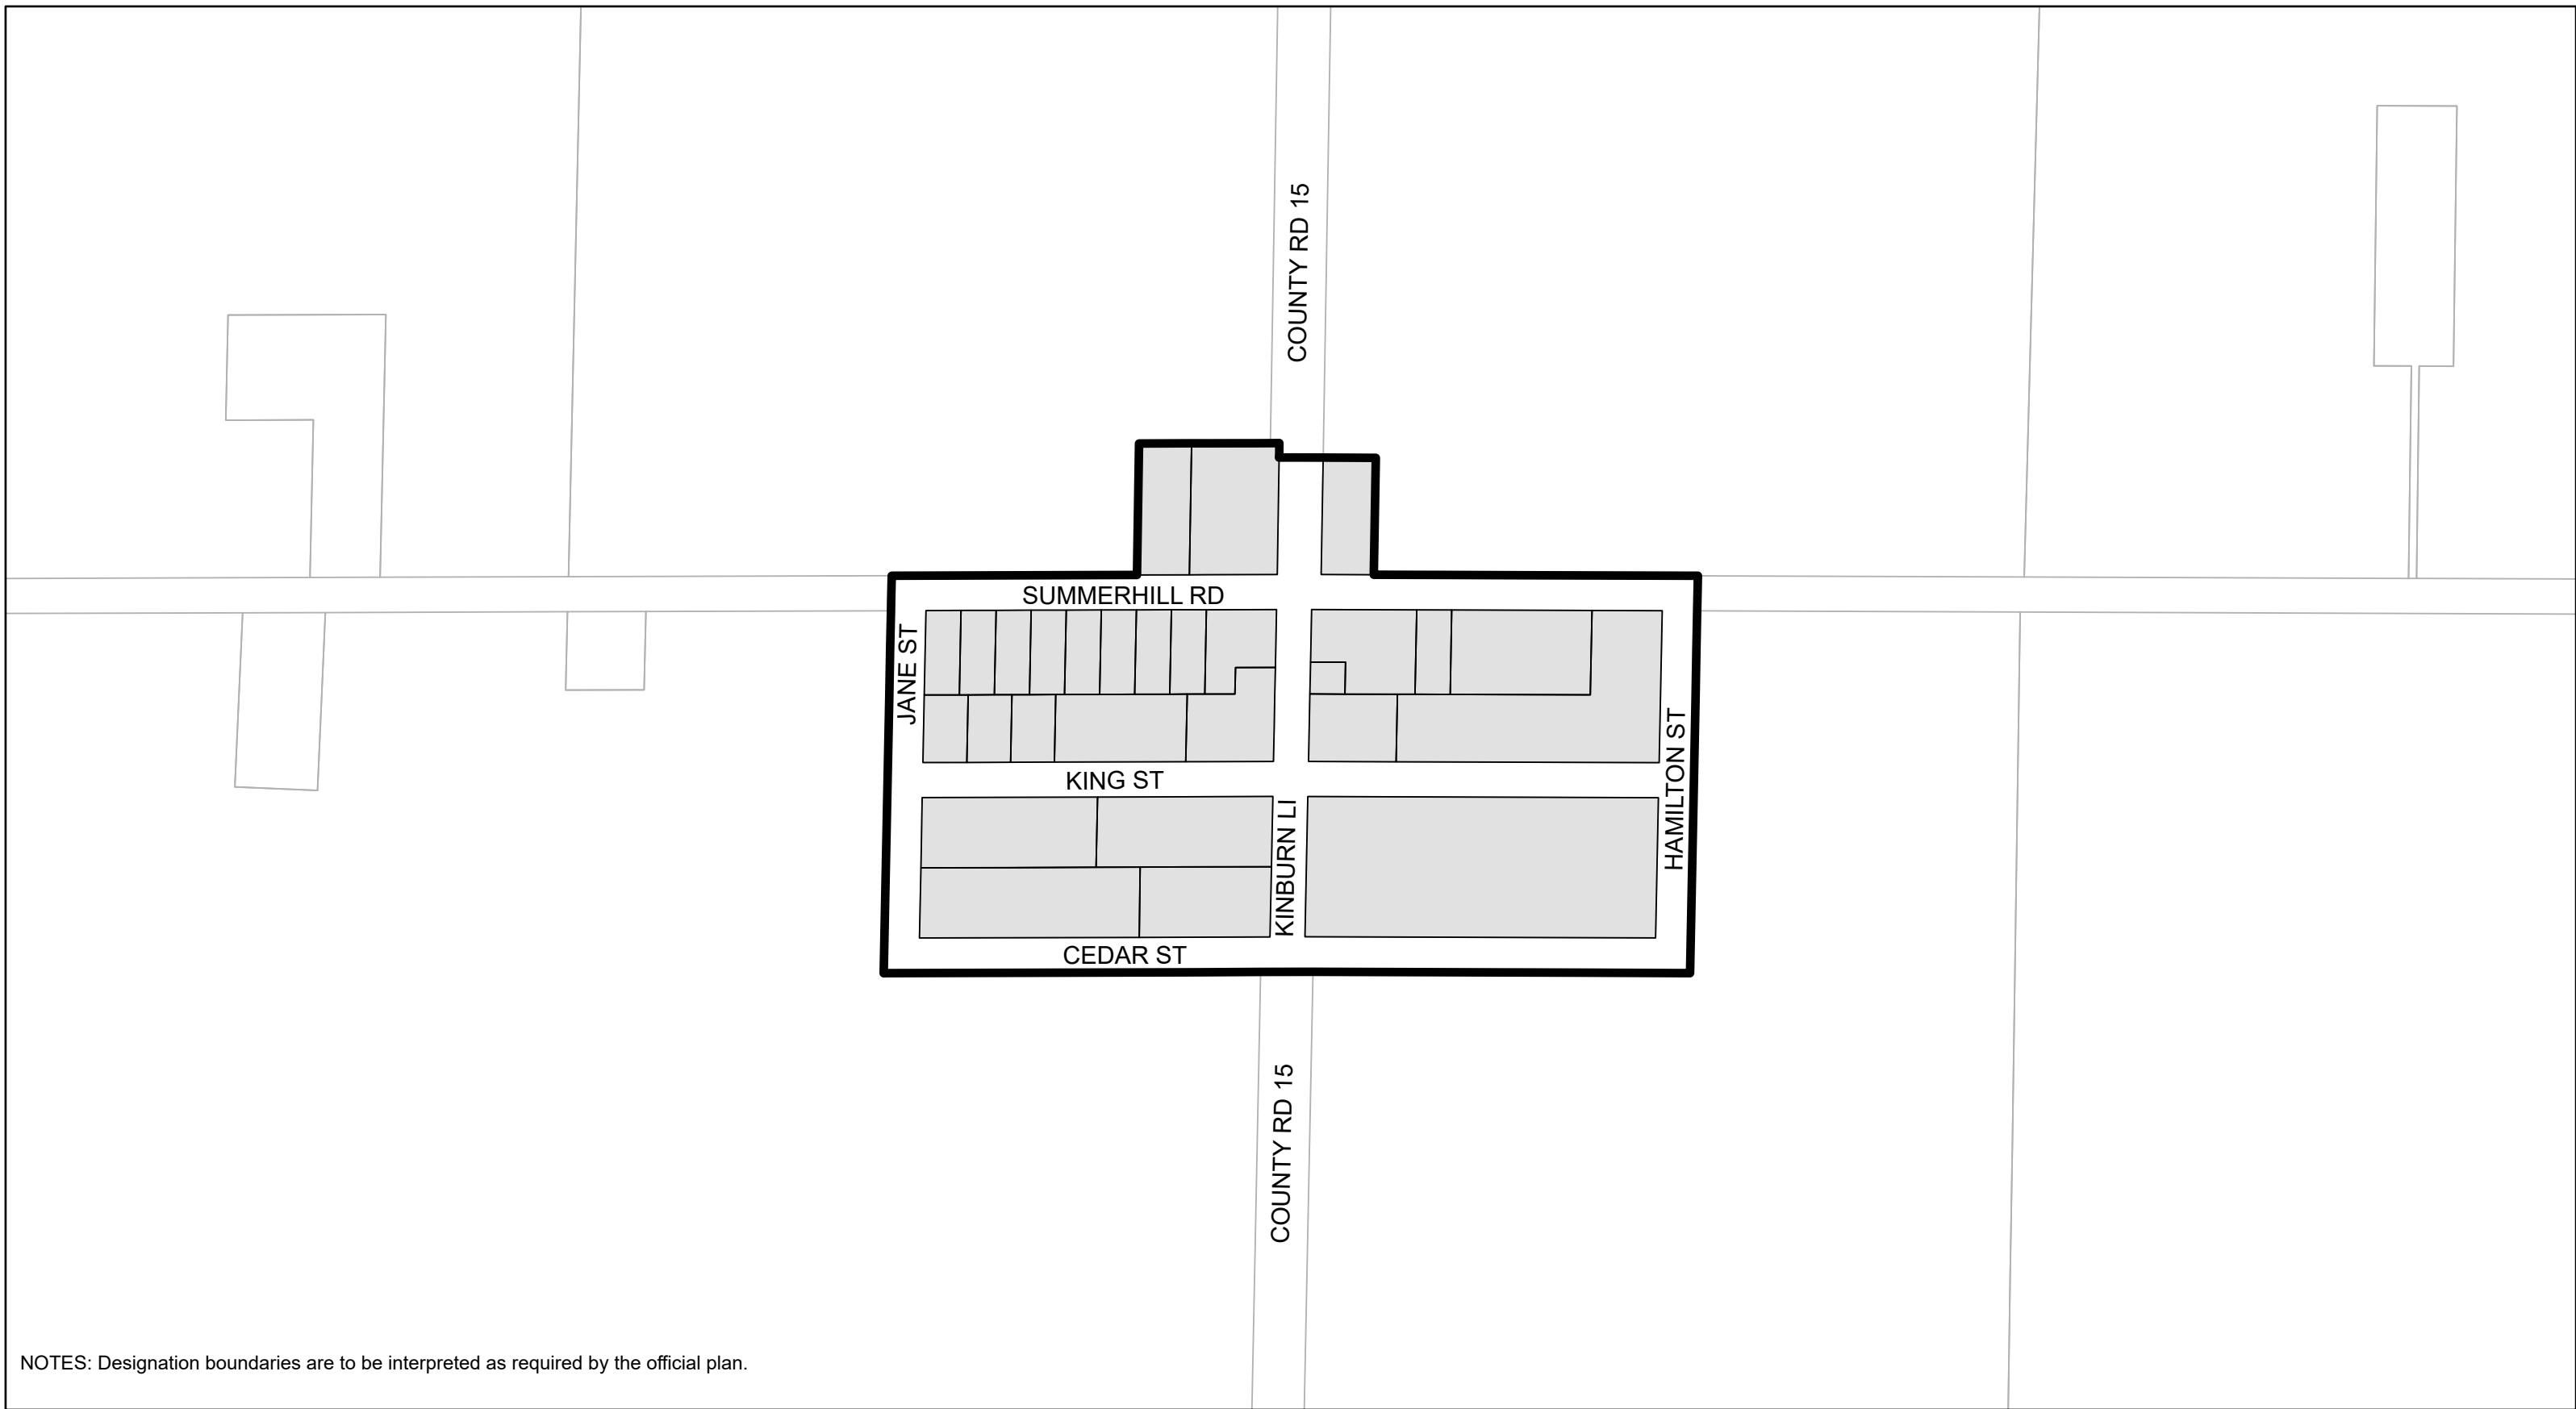 COUNTY RD 15
SUMMERHILL RD
JANE ST
HAMILTON ST
KING ST
KINBURN LI
CEDAR ST
COUNTY RD 15
NOTES: Designation boundaries are to be interpreted as required by the official plan.